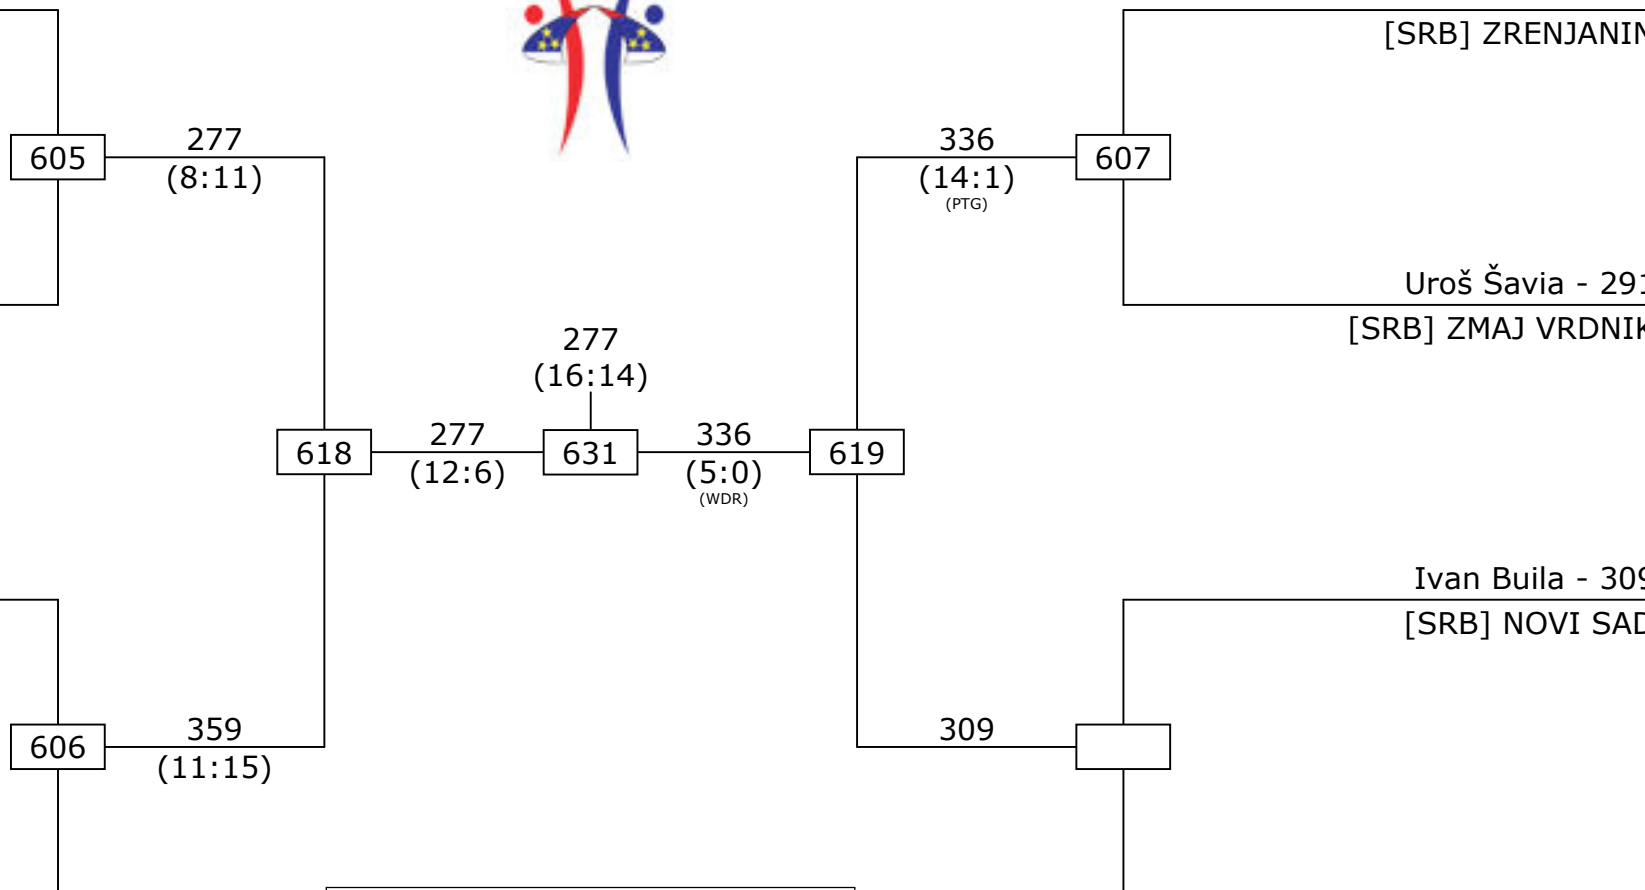 [SRB] ZRENJANIN
605
277
(8:11)
336
(14:1)
(PTG)
607
Uroš Šavia - 291
[SRB] ZMAJ VRDNIK
277
(16:14)
618
277
(12:6)
631
336
(5:0)
(WDR)
619
Ivan Buila - 309
[SRB] NOVI SAD
606
359
(11:15)
309